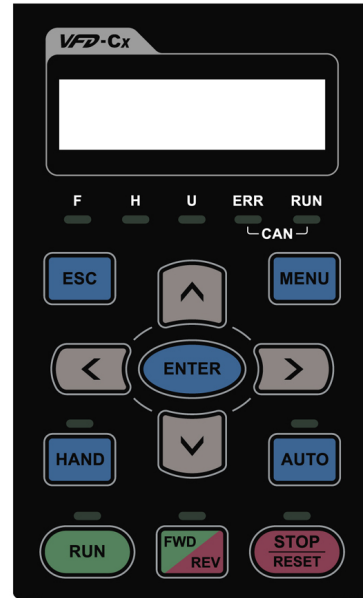 VFD-Cx
F H U ERR RUN
CAN
ESC MENU
ENTER
HAND AUTO
RUN FWD REV STOP RESET